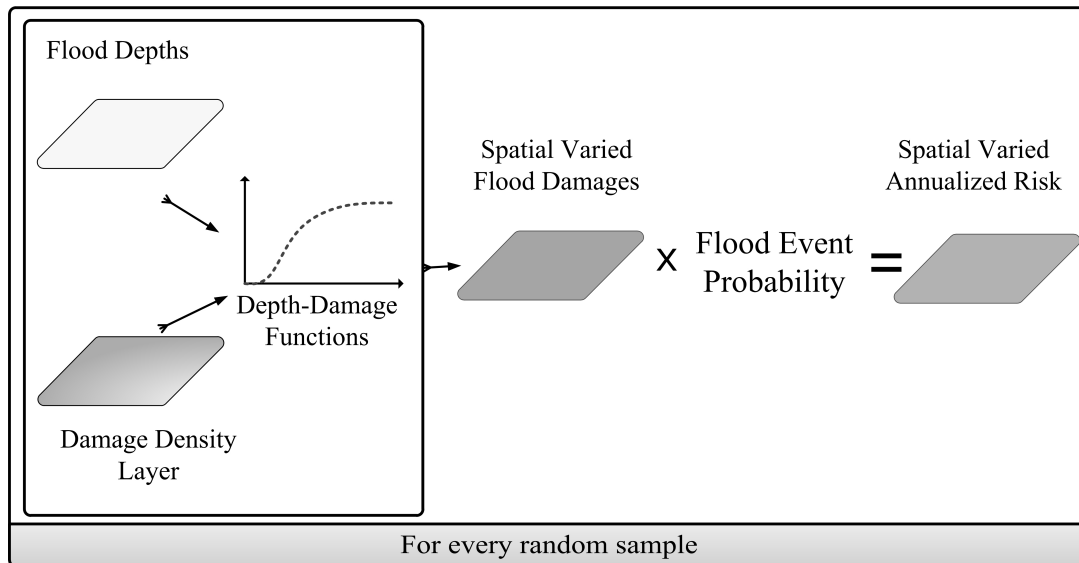 Flood Depths
Depth-Damage
Functions
Damage Density
Layer
Spatial Varied
Flood Damages
x
Flood Event
Probability
=
Spatial Varied
Annualized Risk
For every random sample